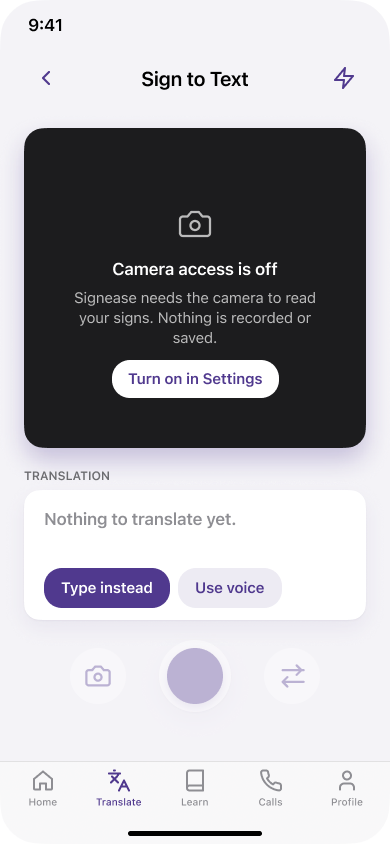 9:41
Sign to Text
Camera access is off
Signease needs the camera to read
your signs. Nothing is recorded or
saved.
Turn on in Settings
TRANSLATION
Nothing to translate yet.
Type instead
Use voice
Home
Translate
Learn
Calls
Profile